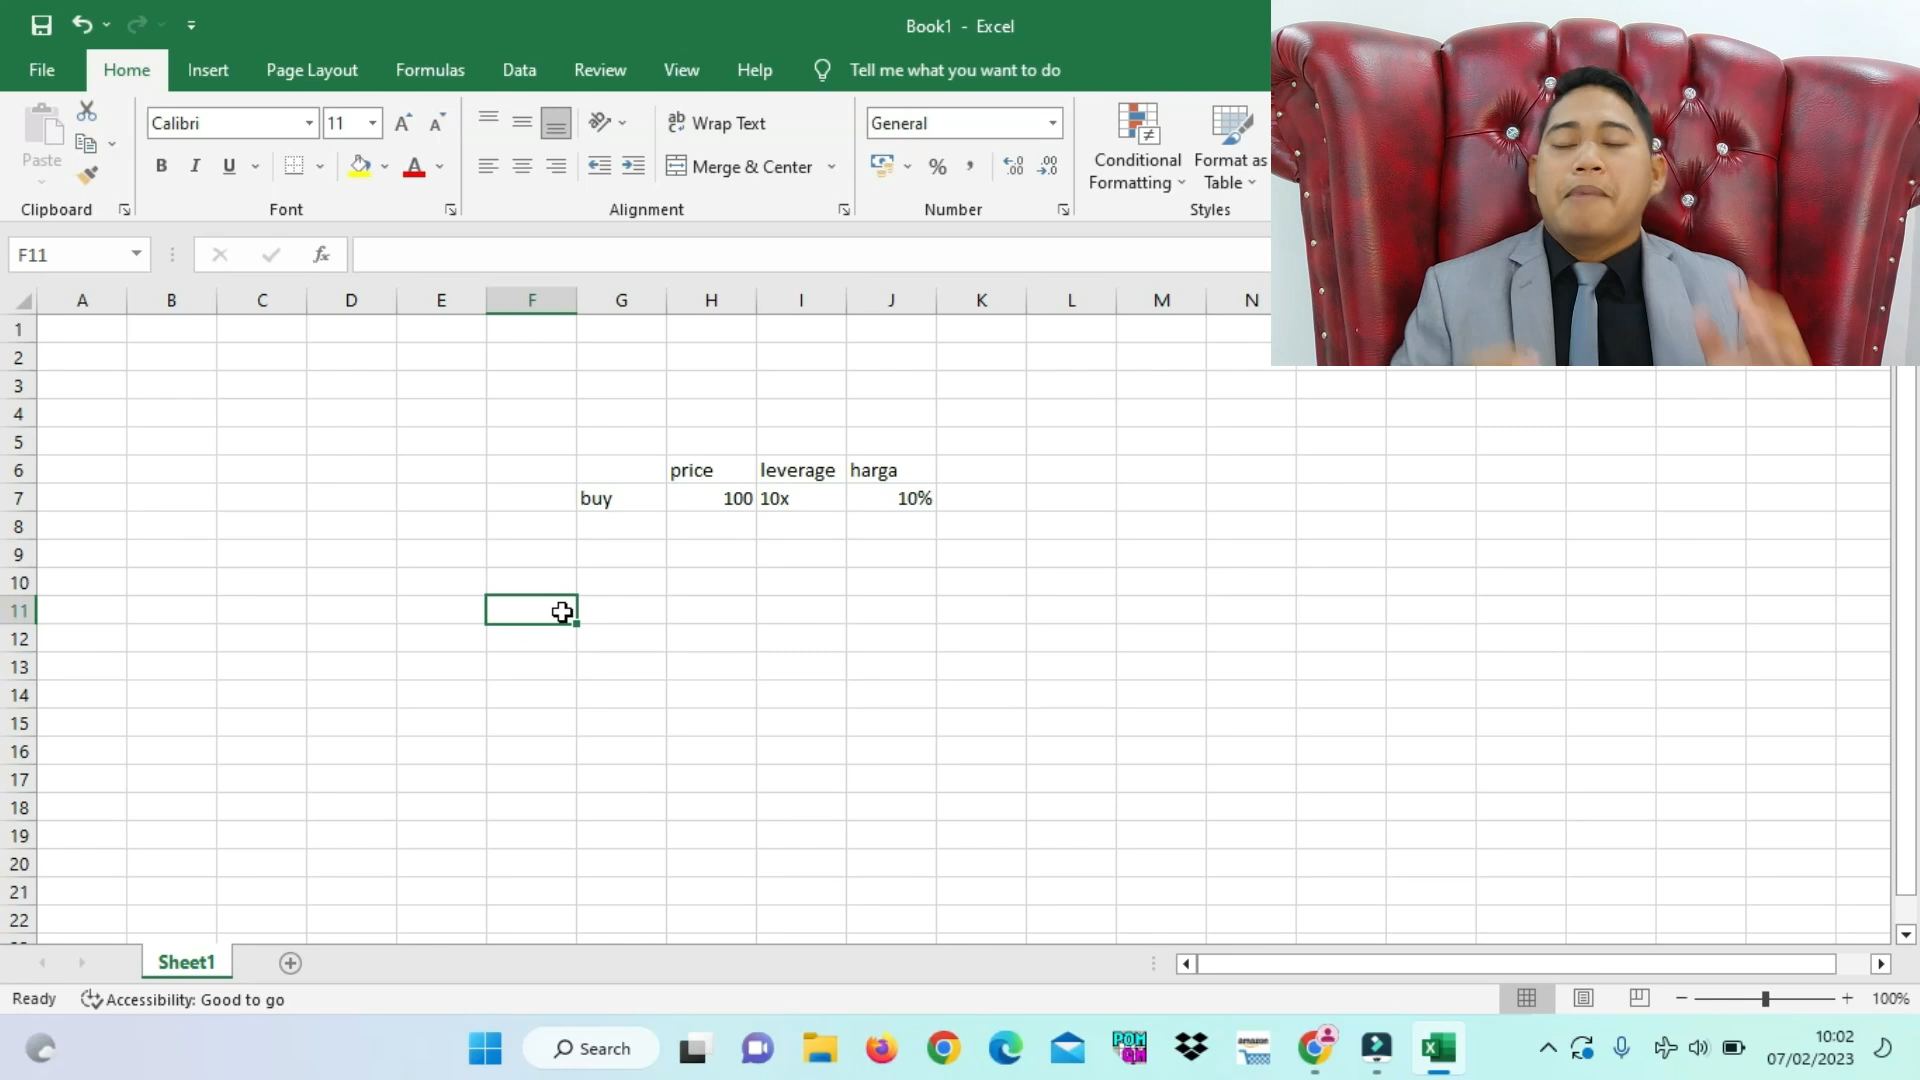 Book1 - Excel
File Home Insert Page Layout Formulas Data Review View Help Tell me what you want to do
Paste
Calibri 11
B I U
Wrap Text
Merge & Center
General
Conditional Formatting
Format as Table
Clipboard Font Alignment Number Styles
F11 fx
A B C D E F G H I J K L M N
1
2
3
4
5
6 price leverage harga
7 buy 100 10x 10%
8
9
10
11
12
13
14
15
16
17
18
19
20
21
22
Sheet1
Ready Accessibility: Good to go 100%
Search
POM
QM
amazon
10:02
07/02/2023